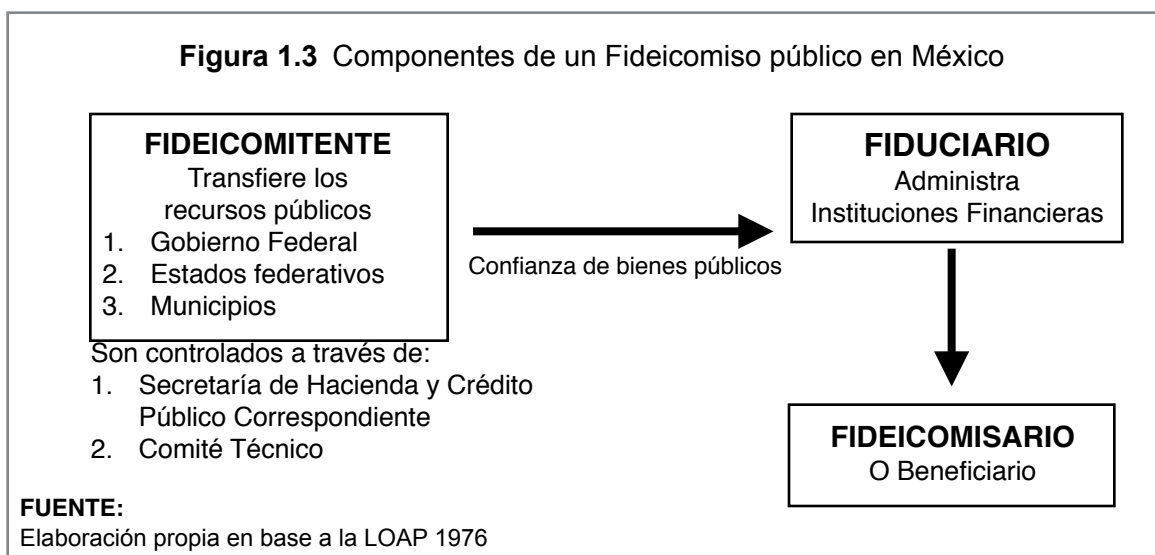 Figura 1.3 Componentes de un Fideicomiso público en México
FIDEICOMITENTE
Transfiere los
recursos públicos
1. Gobierno Federal
2. Estados federativos
3. Municipios
Son controlados a través de:
1. Secretaría de Hacienda y Crédito
Público Correspondiente
2. Comité Técnico
Confianza de bienes públicos
FIDUCIARIO
Administra
Instituciones Financieras
FIDEICOMISARIO
O Beneficiario
FUENTE:
Elaboración propia en base a la LOAP 1976